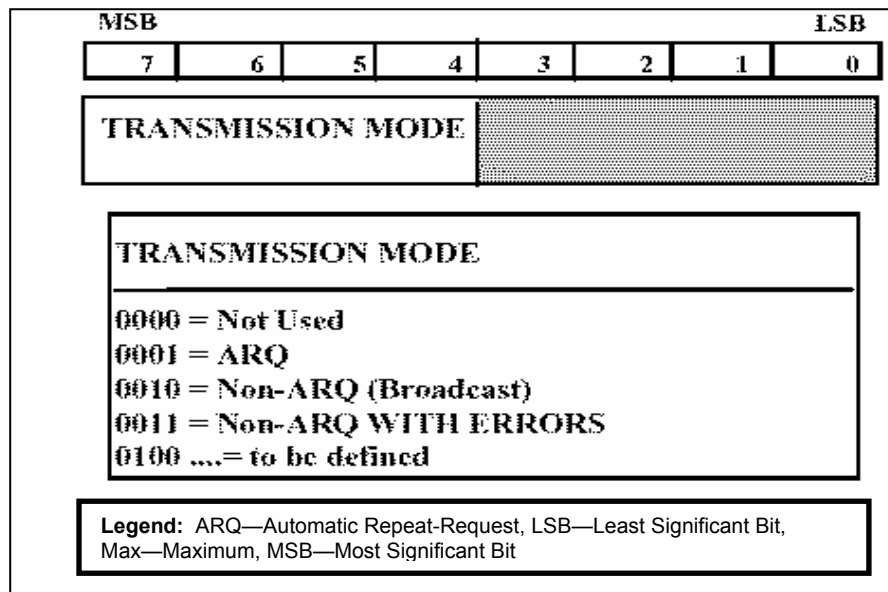 MSB LSB
7 6 5 4 3 2 1 0
TRANSMISSION MODE
TRANSMISSION MODE
0000 = Not Used
0001 = ARQ
0010 = Non-ARQ (Broadcast)
0011 = Non-ARQ WITH ERRORS
0100 ....= to be defined
Legend: ARQ—Automatic Repeat-Request, LSB—Least Significant Bit,
Max—Maximum, MSB—Most Significant Bit